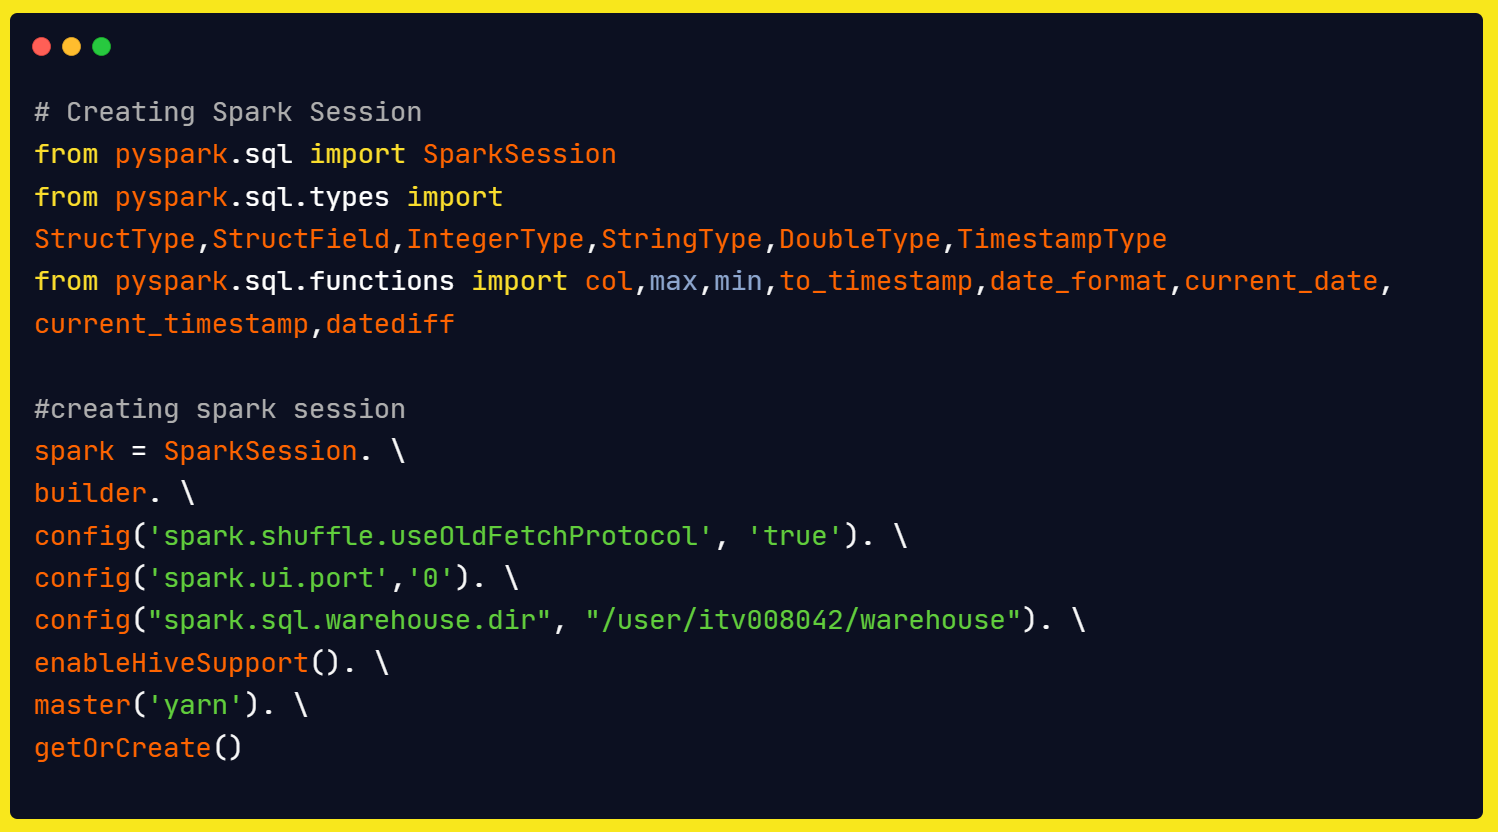 # Creating Spark Session
from pyspark.sql import SparkSession
from pyspark.sql.types import
StructType,StructField,IntegerType,StringType,DoubleType,TimestampType
from pyspark.sql.functions import col,max,min,to_timestamp,date_format,current_date,
current_timestamp,datediff
#creating spark session
spark = SparkSession. \
builder. \
config('spark.shuffle.useOldFetchProtocol', 'true'). \
config('spark.ui.port','0'). \
config("spark.sql.warehouse.dir", "/user/itv008042/warehouse"). \
enableHiveSupport(). \
master('yarn'). \
getOrCreate()